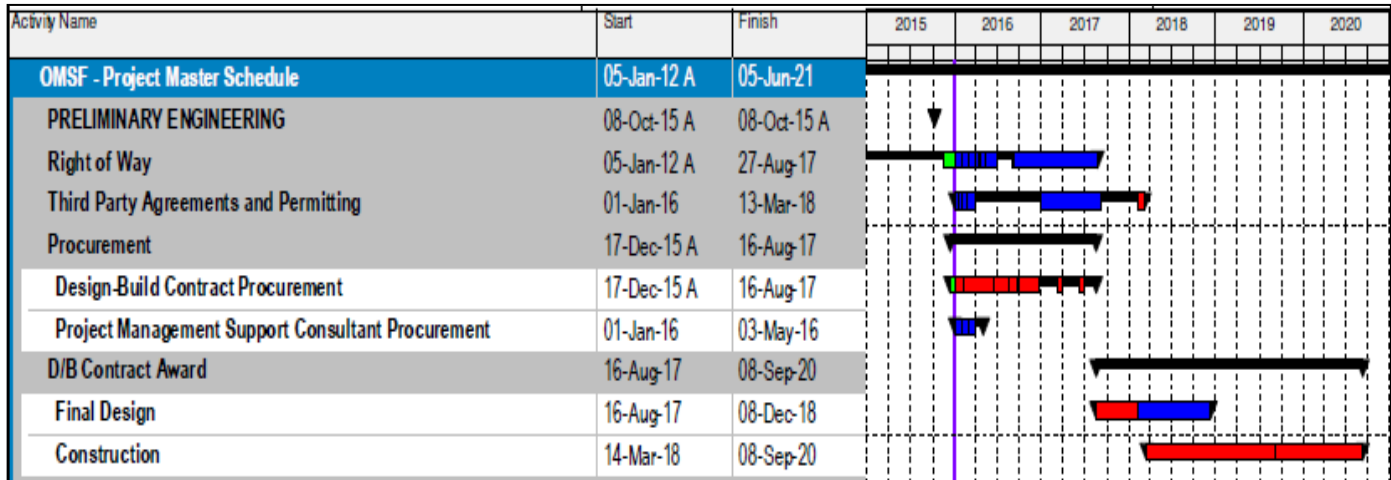 Activity Name Start Finish 2015 2016 2017 2018 2019 2020
OMSF - Project Master Schedule 05-Jan-12 A 05-Jun-21
PRELIMINARY ENGINEERING 08-Oct-15 A 08-Oct-15 A
Right of Way 05-Jan-12 A 27-Aug-17
Third Party Agreements and Permitting 01-Jan-16 13-Mar-18
Procurement 17-Dec-15 A 16-Aug-17
Design-Build Contract Procurement 17-Dec-15 A 16-Aug-17
Project Management Support Consultant Procurement 01-Jan-16 03-May-16
D/B Contract Award 16-Aug-17 08-Sep-20
Final Design 16-Aug-17 08-Dec-18
Construction 14-Mar-18 08-Sep-20